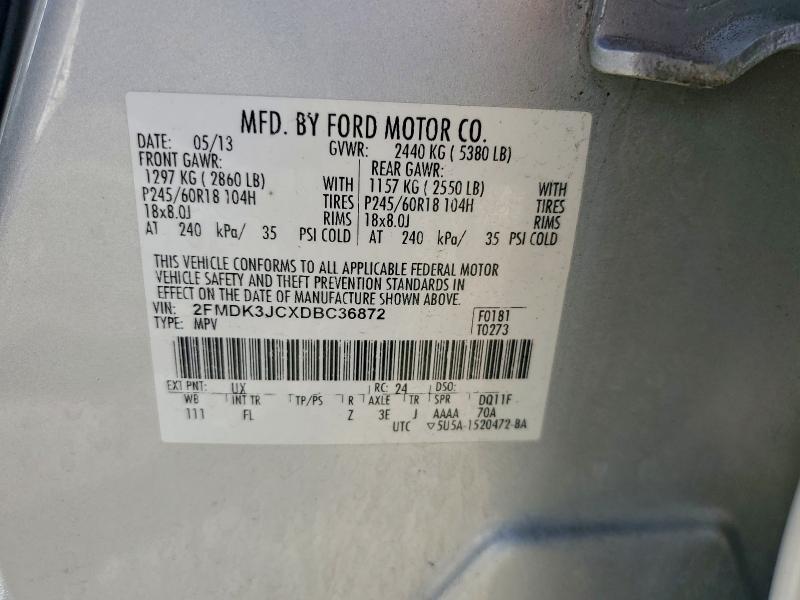 MFD. BY FORD MOTOR CO.
DATE: 05/13 GVWR: 2440 KG ( 5380 LB)
FRONT GAWR: REAR GAWR:
1297 KG ( 2860 LB) WITH 1157 KG ( 2550 LB) WITH
P245/60R18 104H TIRES P245/60R18 104H TIRES
18x8.0J RIMS 18x8.0J RIMS
AT 240 kPa/ 35 PSI COLD AT 240 kPa/ 35 PSI COLD
THIS VEHICLE CONFORMS TO ALL APPLICABLE FEDERAL MOTOR
VEHICLE SAFETY AND THEFT PREVENTION STANDARDS IN
EFFECT ON THE DATE OF MANUFACTURE SHOWN ABOVE.
VIN: 2FMDK3JCXDBC36872 F0181
TYPE: MPV T0273
EXT PNT: UX RC: 24 DSO:
WB INT TR TP/PS R AXLE TR SPR DQ11F
111 FL Z 3E J AAAA 70A
UTC ▽5U5A-1520472-BA